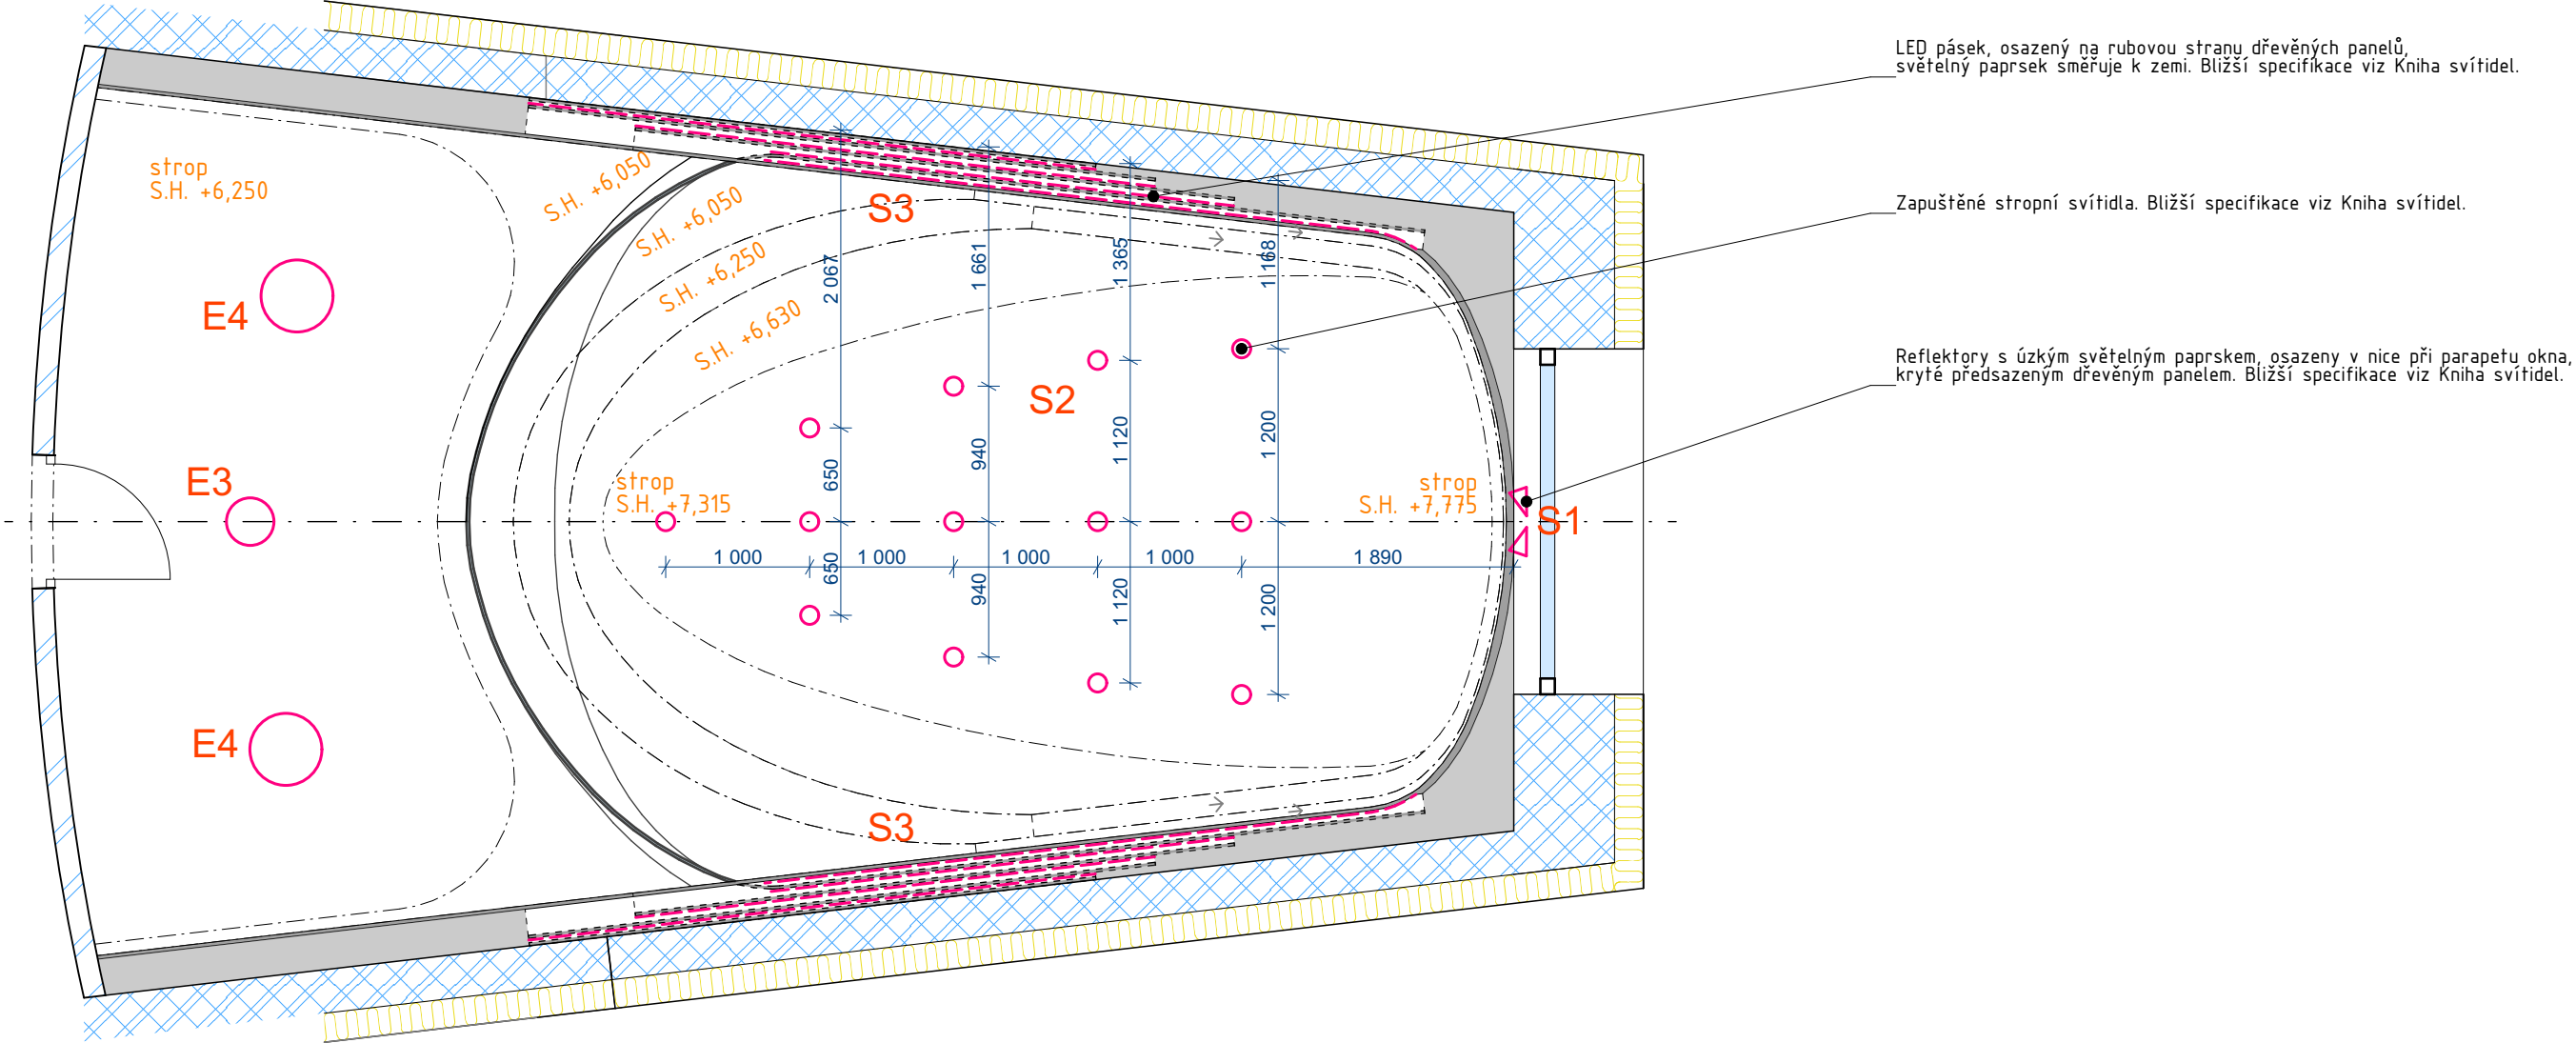 LED pásek, osazený na rubovou stranu dřevěných panelů,
světelný paprsek směřuje k zemi. Bližší specifikace viz Kniha svítidel.
Zapuštěné stropní svítidla. Bližší specifikace viz Kniha svítidel.
Reflektory s úzkým světelným paprskem, osazeny v nice při parapetu okna,
kryté předsazeným dřevěným panelem. Bližší specifikace viz Kniha svítidel.
strop
S.H. +6,250
S.H. +6,050
S.H. +6,050
S.H. +6,250
S.H. +6,630
S3
E4
E3
E4
S2
strop
S.H. +7,315
strop
S.H. +7,775
S1
S3
2 067
650
650
1 661
940
940
1 365
1 120
1 120
1 168
1 200
1 200
1 000
1 000
1 000
1 000
1 890